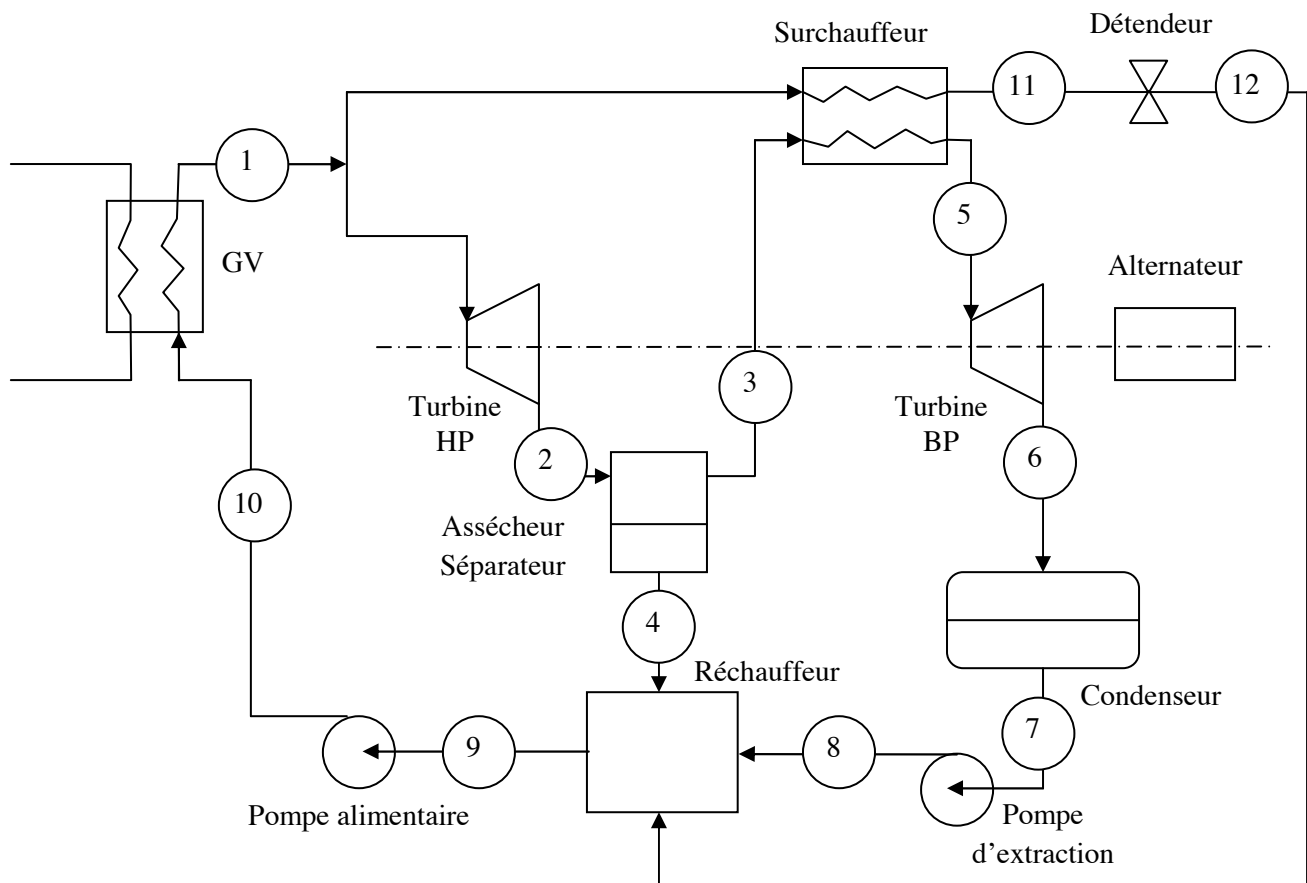 Surchauffeur
Détendeur
11
12
1
5
GV
Alternateur
3
Turbine
HP
Turbine
BP
2
6
10
Assécheur
Séparateur
4
Réchauffeur
Condenseur
7
9
8
Pompe alimentaire
Pompe
d’extraction